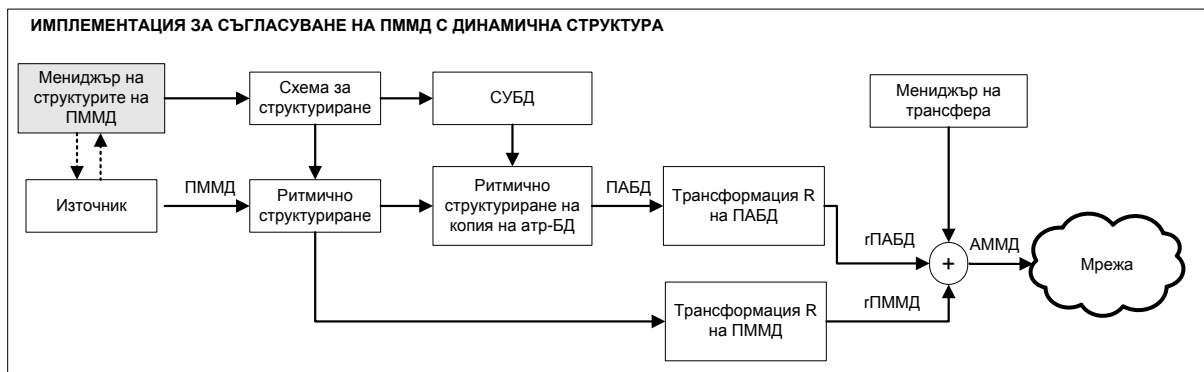 ИМПЛЕМЕНТАЦИЯ ЗА СЪГЛАСУВАНЕ НА ПММД С ДИНАМИЧНА СТРУКТУРА
Мениджър на
структурите на
ПММД
Схема за
структуриране
СУБД
Мениджър на
трансфера
Източник
ПММД
Ритмично
структуриране
Ритмично
структуриране на
копия на атр-БД
ПАБД
Трансформация R
на ПАБД
rПАБД
+
АММД
Мрежа
Трансформация R
на ПММД
rПММД